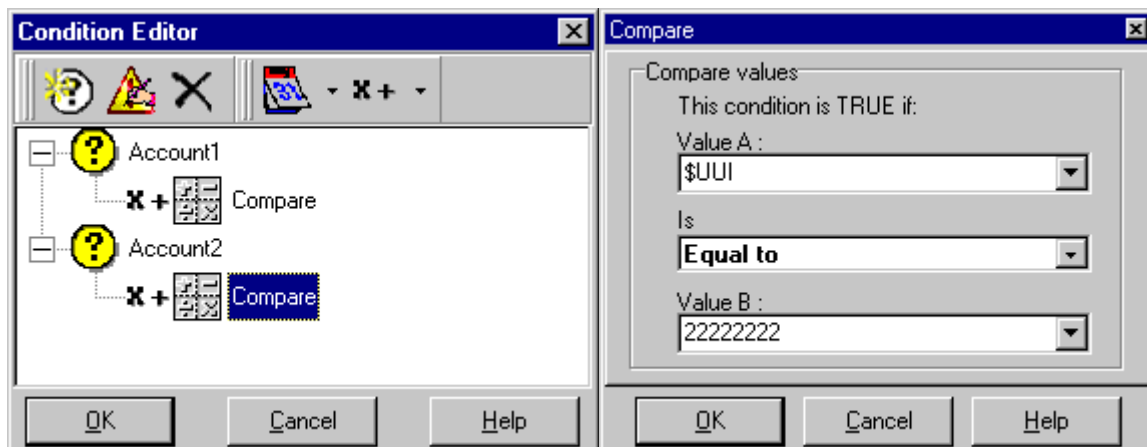 Condition Editor
Account1
x + Compare
Account2
x + Compare
OK Cancel Help
Compare
Compare values
This condition is TRUE if:
Value A :
$UUI
Is
Equal to
Value B :
22222222
OK Cancel Help